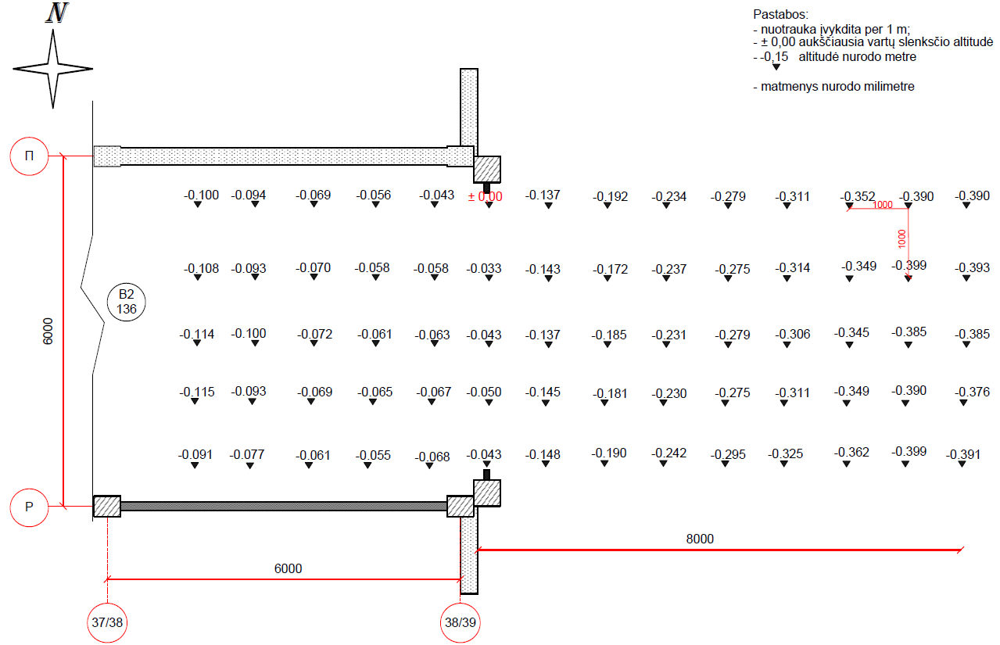 N
Pastabos:
- nuotrauka įvykdita per 1 m;
- ± 0,00 aukščiausia vartų slenksčio altitudė
- -0,15 altitudė nurodo metre
- matmenys nurodo milimetre
П
-0.100 -0.094 -0.069 -0.056 -0.043 ± 0,00 -0.137 -0.192 -0.234 -0.279 -0.311 -0.352 -0.390 -0.390
1000
1000
-0.108 -0.093 -0.070 -0.058 -0.058 -0.033 -0.143 -0.172 -0.237 -0.275 -0.314 -0.349 -0.399 -0.393
B2
136
6000
-0.114 -0.100 -0.072 -0.061 -0.063 -0.043 -0.137 -0.185 -0.231 -0.279 -0.306 -0.345 -0.385 -0.385
-0.115 -0.093 -0.069 -0.065 -0.067 -0.050 -0.145 -0.181 -0.230 -0.275 -0.311 -0.349 -0.390 -0.376
-0.091 -0.077 -0.061 -0.055 -0.068 -0.043 -0.148 -0.190 -0.242 -0.295 -0.325 -0.362 -0.399 -0.391
P
8000
6000
37/38 38/39